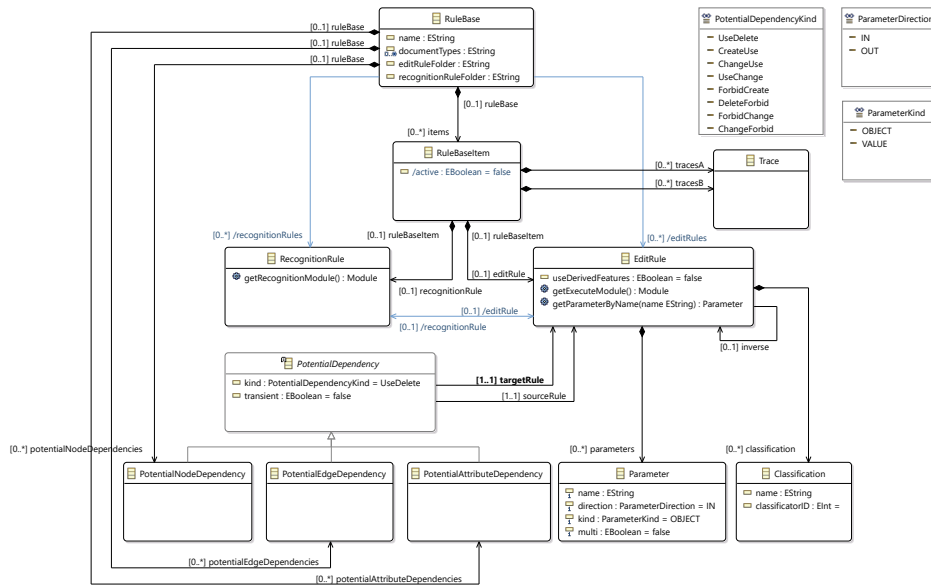 RuleBase
name : EString
documentTypes : EString
editRuleFolder : EString
recognitionRuleFolder : EString
[0..1] ruleBase
[0..1] ruleBase
[0..1] ruleBase
PotentialDependencyKind
UseDelete
CreateUse
ChangeUse
UseChange
ForbidCreate
DeleteForbid
ForbidChange
ChangeForbid
ParameterDirection
IN
OUT
ParameterKind
OBJECT
VALUE
[0..1] ruleBase
[0..*] items
RuleBaseItem
/active : EBoolean = false
[0..*] tracesA
[0..*] tracesB
Trace
[0..*] /recognitionRules
[0..1] ruleBaseItem
[0..1] ruleBaseItem
[0..*] /editRules
RecognitionRule
getRecognitionModule() : Module
[0..1] editRule
[0..1] recognitionRule
[0..1] /editRule
[0..1] /recognitionRule
EditRule
useDerivedFeatures : EBoolean = false
getExecuteModule() : Module
getParameterByName(name EString) : Parameter
[0..1] inverse
PotentialDependency
kind : PotentialDependencyKind = UseDelete
transient : EBoolean = false
[1..1] targetRule
[1..1] sourceRule
[0..*] potentialNodeDependencies
[0..*] parameters
[0..*] classification
PotentialNodeDependency
PotentialEdgeDependency
PotentialAttributeDependency
Parameter
name : EString
direction : ParameterDirection = IN
kind : ParameterKind = OBJECT
multi : EBoolean = false
Classification
name : EString
classificatorID : EInt =
[0..*] potentialEdgeDependencies
[0..*] potentialAttributeDependencies